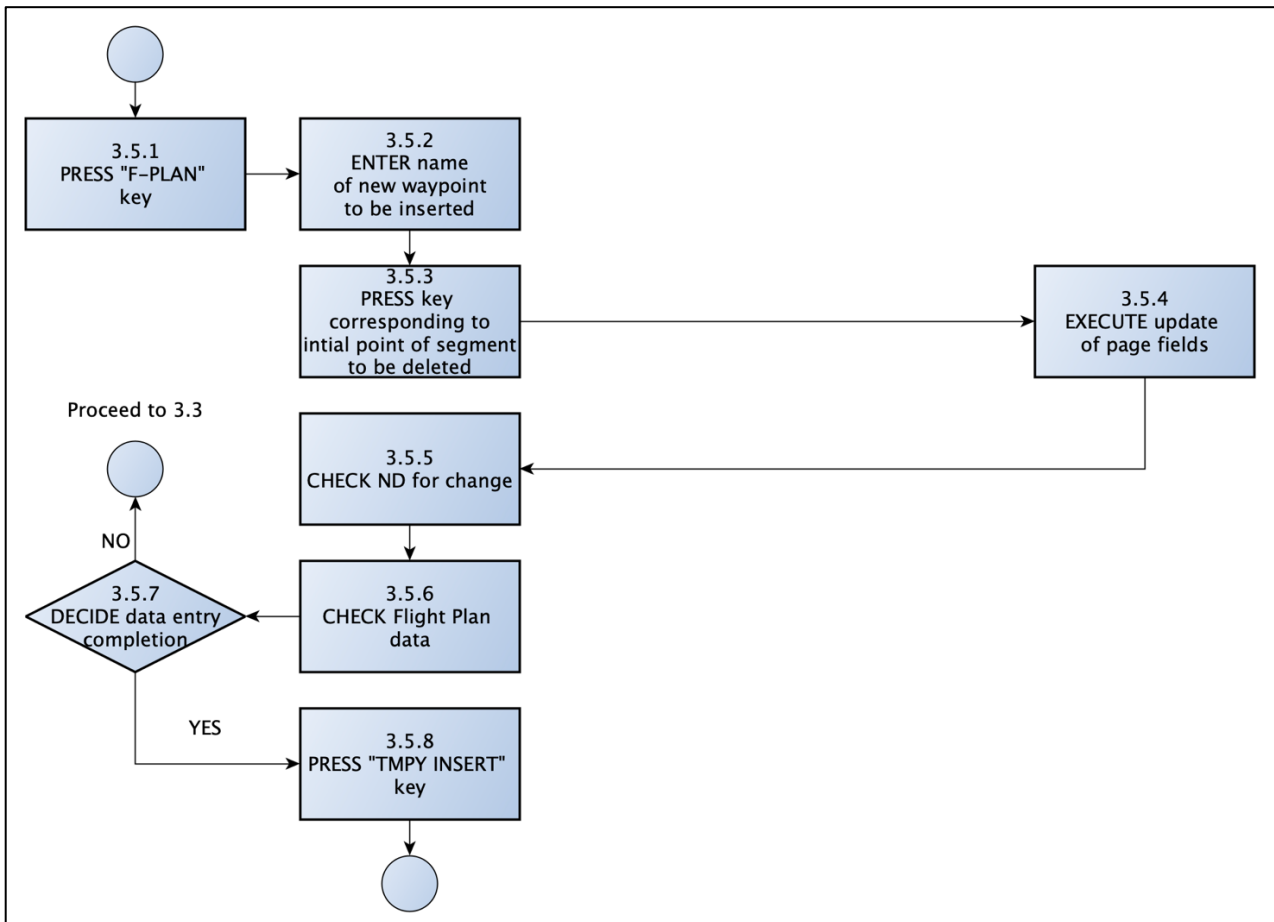 3.5.1
PRESS "F-PLAN"
key
3.5.2
ENTER name
of new waypoint
to be inserted
3.5.3
PRESS key
corresponding to
intial point of segment
to be deleted
3.5.4
EXECUTE update
of page fields
Proceed to 3.3
3.5.5
CHECK ND for change
NO
3.5.7
DECIDE data entry
completion
3.5.6
CHECK Flight Plan
data
YES
3.5.8
PRESS "TMPY INSERT"
key